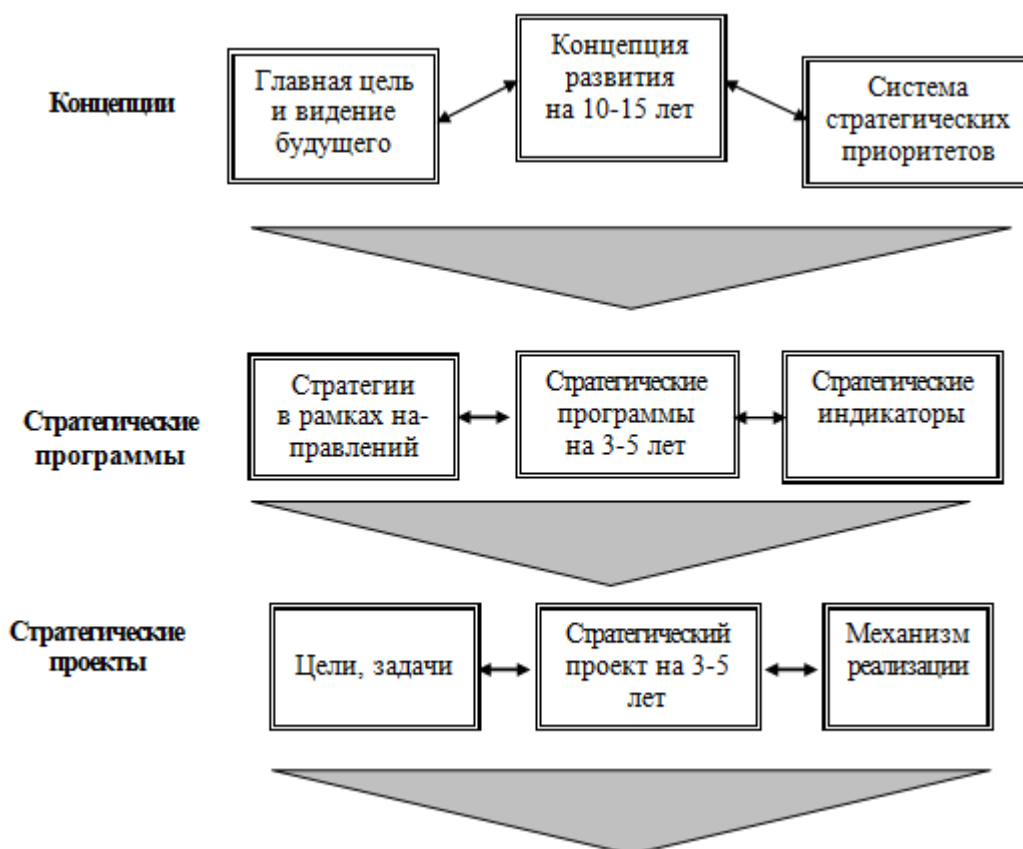 Концепции
Главная цель
и видение
будущего
Концепция
развития
на 10-15 лет
Система
стратегических
приоритетов
Стратегические
программы
Стратегии
в рамках на-
правлений
Стратегические
программы
на 3-5 лет
Стратегические
индикаторы
Стратегические
проекты
Цели, задачи
Стратегический
проект на 3-5
лет
Механизм
реализации